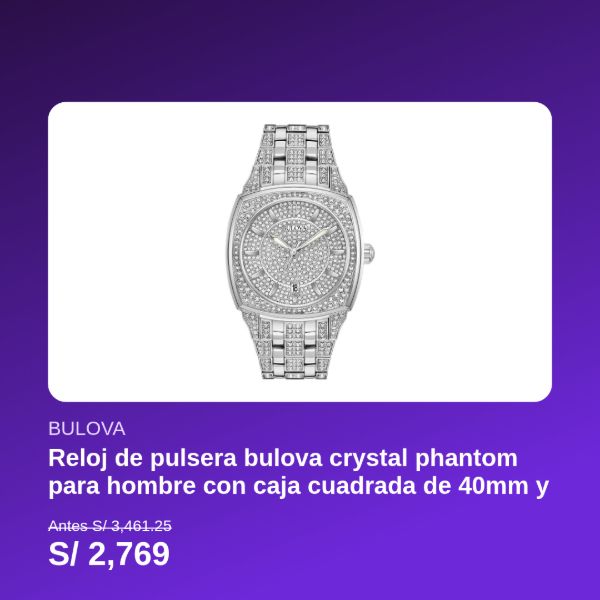 BULOVA
Reloj de pulsera bulova crystal phantom
para hombre con caja cuadrada de 40mm y
Antes S/ 3,461.25
S/ 2,769